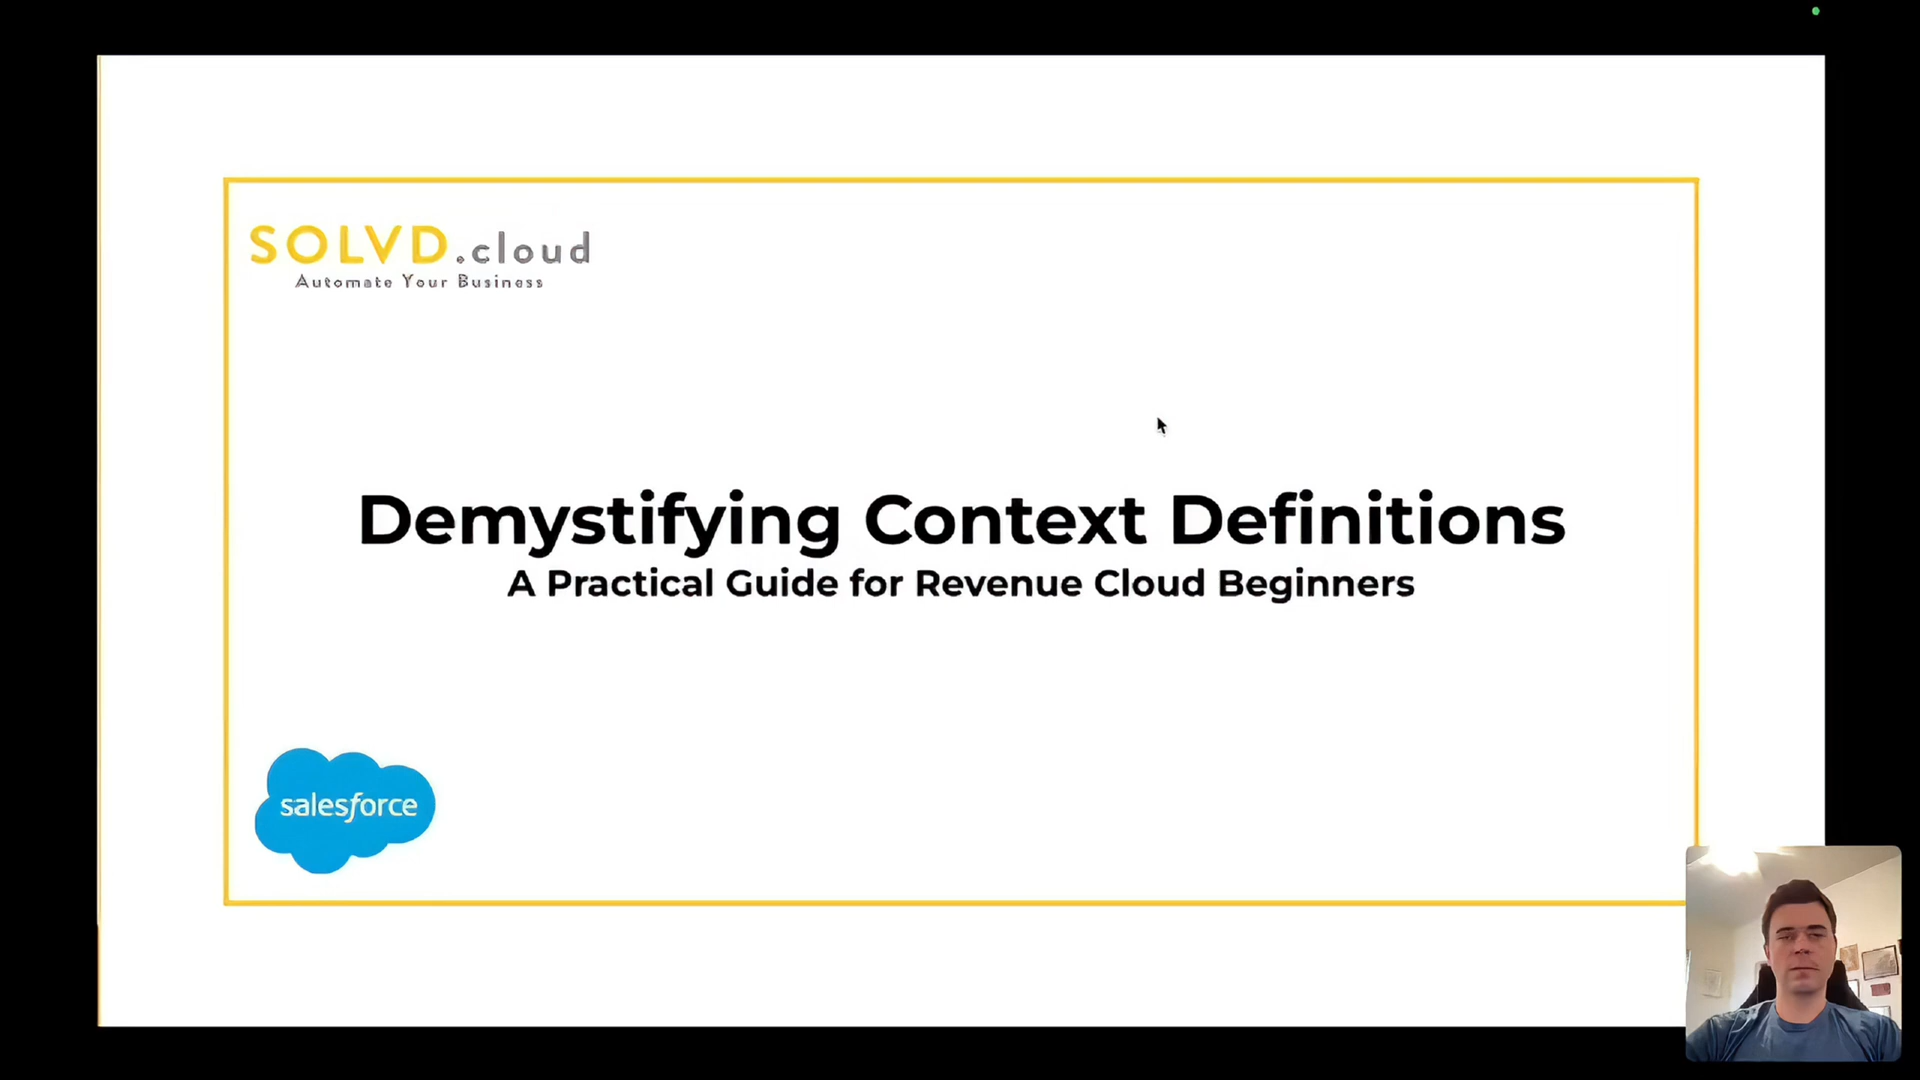 SOLVD.cloud
Automate Your Business
Demystifying Context Definitions
A Practical Guide for Revenue Cloud Beginners
salesforce